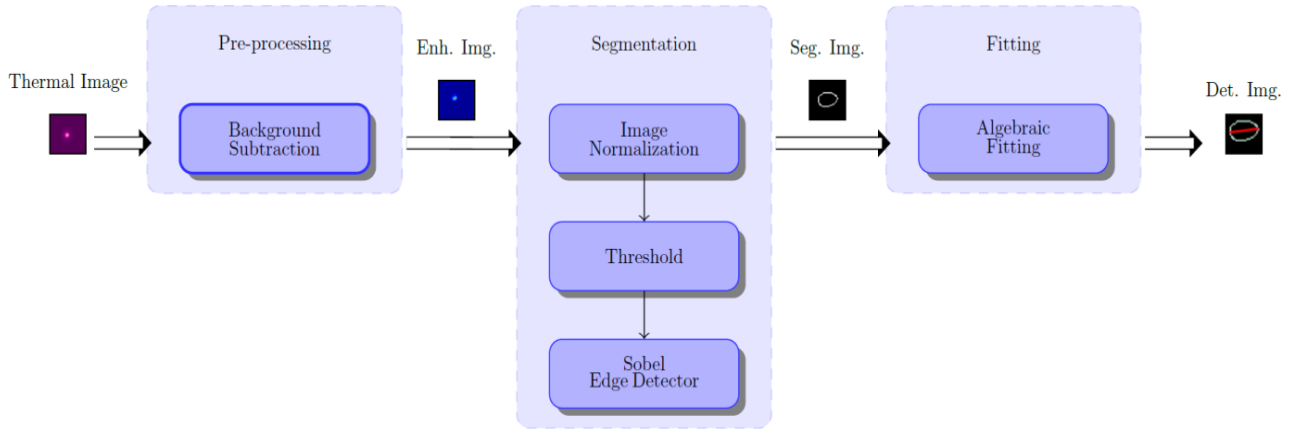 Thermal Image
Pre-processing
Background
Subtraction
Enh. Img.
Segmentation
Image
Normalization
Threshold
Sobel
Edge Detector
Seg. Img.
Fitting
Algebraic
Fitting
Det. Img.